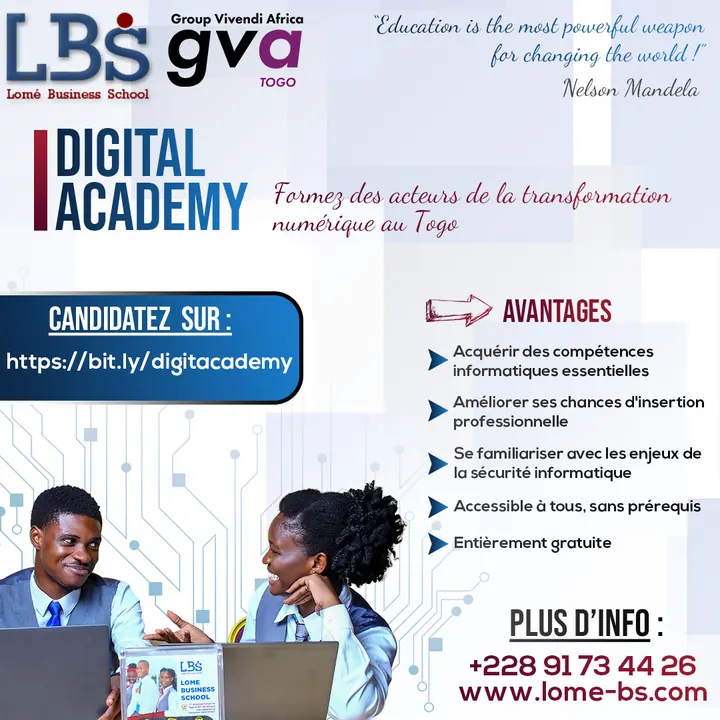 LBS
Lomé Business School
Group Vivendi Africa
gva
TOGO
“Education is the most powerful weapon
for changing the world !”
Nelson Mandela
DIGITAL
ACADEMY
Formez des acteurs de la transformation
numérique au Togo
CANDIDATEZ SUR :
https://bit.ly/digitacademy
AVANTAGES
Acquérir des compétences
informatiques essentielles
Améliorer ses chances d'insertion
professionnelle
Se familiariser avec les enjeux de
la sécurité informatique
Accessible à tous, sans prérequis
Entièrement gratuite
LBS
LOME
BUSINESS
SCHOOL
PLUS D’INFO :
+228 91 73 44 26
www.lome-bs.com